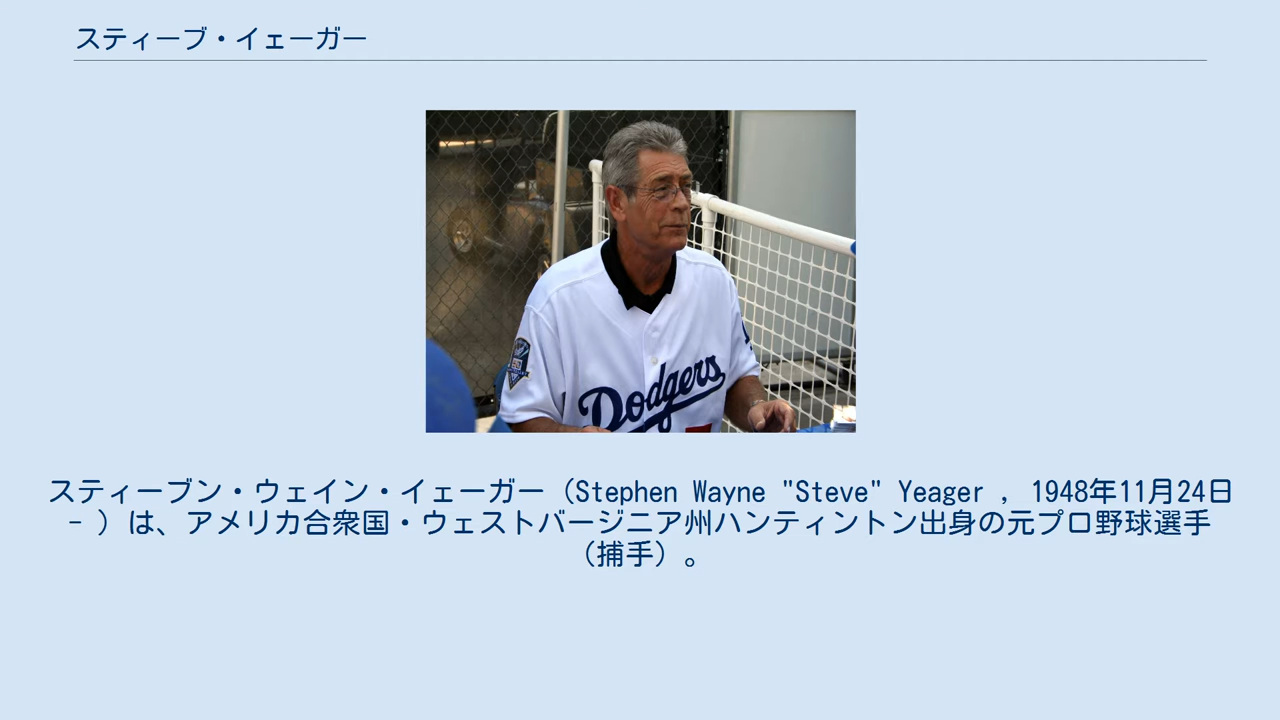 スティーブ・イェーガー
Dodgers
スティーブン・ウェイン・イェーガー（Stephen Wayne "Steve" Yeager , 1948年11月24日
- ）は、アメリカ合衆国・ウェストバージニア州ハンティントン出身の元プロ野球選手
（捕手）。